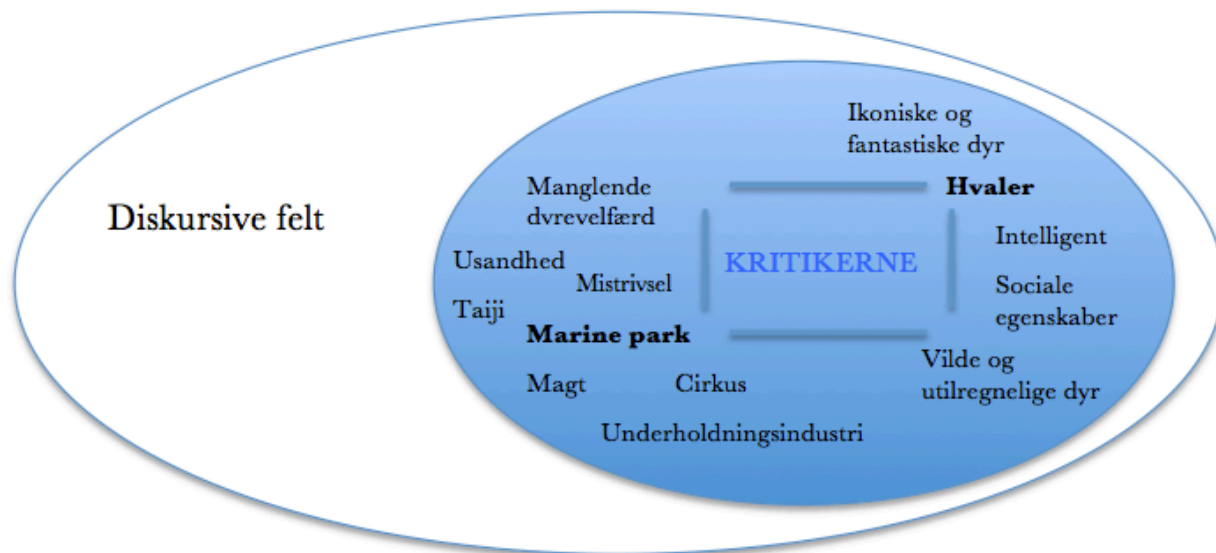 Diskursive felt
Ikoniske og
fantastiske dyr
Manglende
dvrevelfærd
Hvaler
Usandhed
KRITIKERNE
Intelligent
Mistrivsel
Taiji
Sociale
egenskaber
Marine park
Vilde og
utilregnelige dyr
Magt
Cirkus
Underholdningsindustri